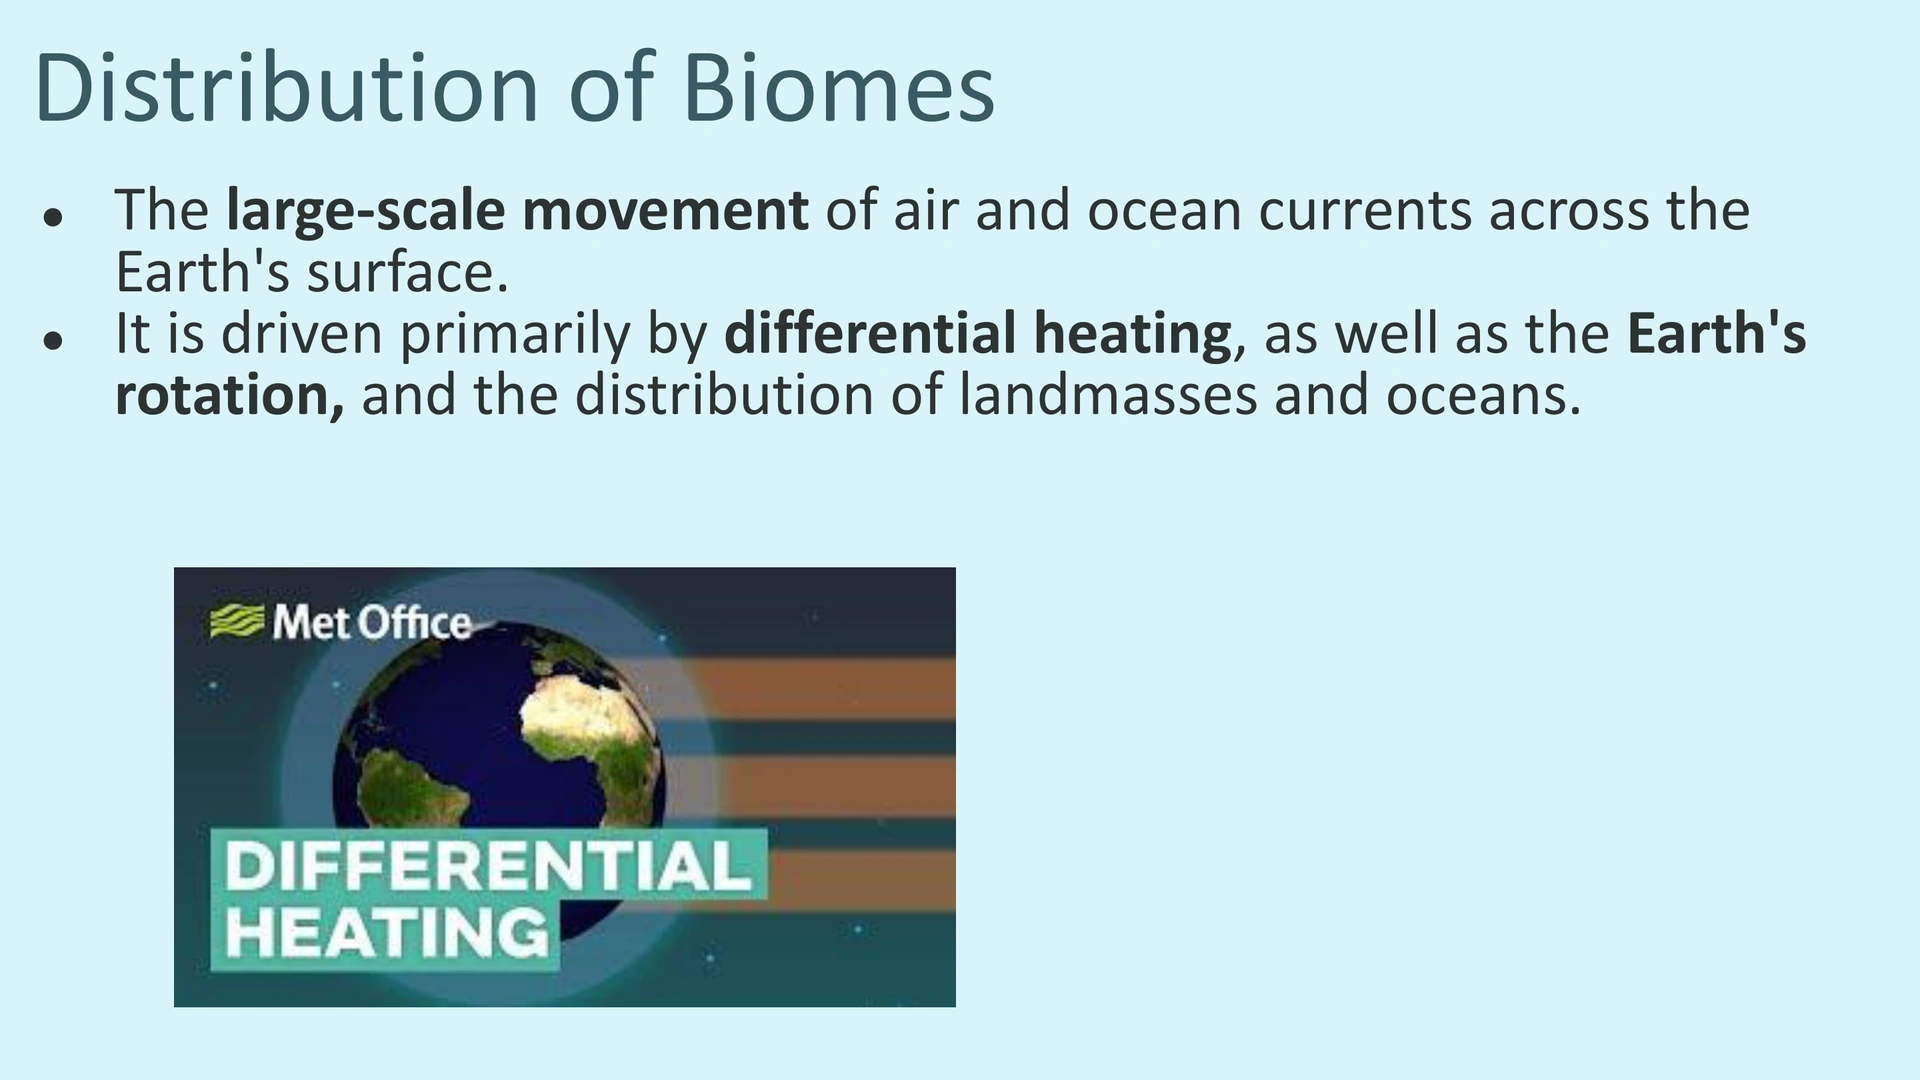 Distribution of Biomes
● The large-scale movement of air and ocean currents across the
Earth's surface.
● It is driven primarily by differential heating, as well as the Earth's
rotation, and the distribution of landmasses and oceans.
Met Office
DIFFERENTIAL
HEATING